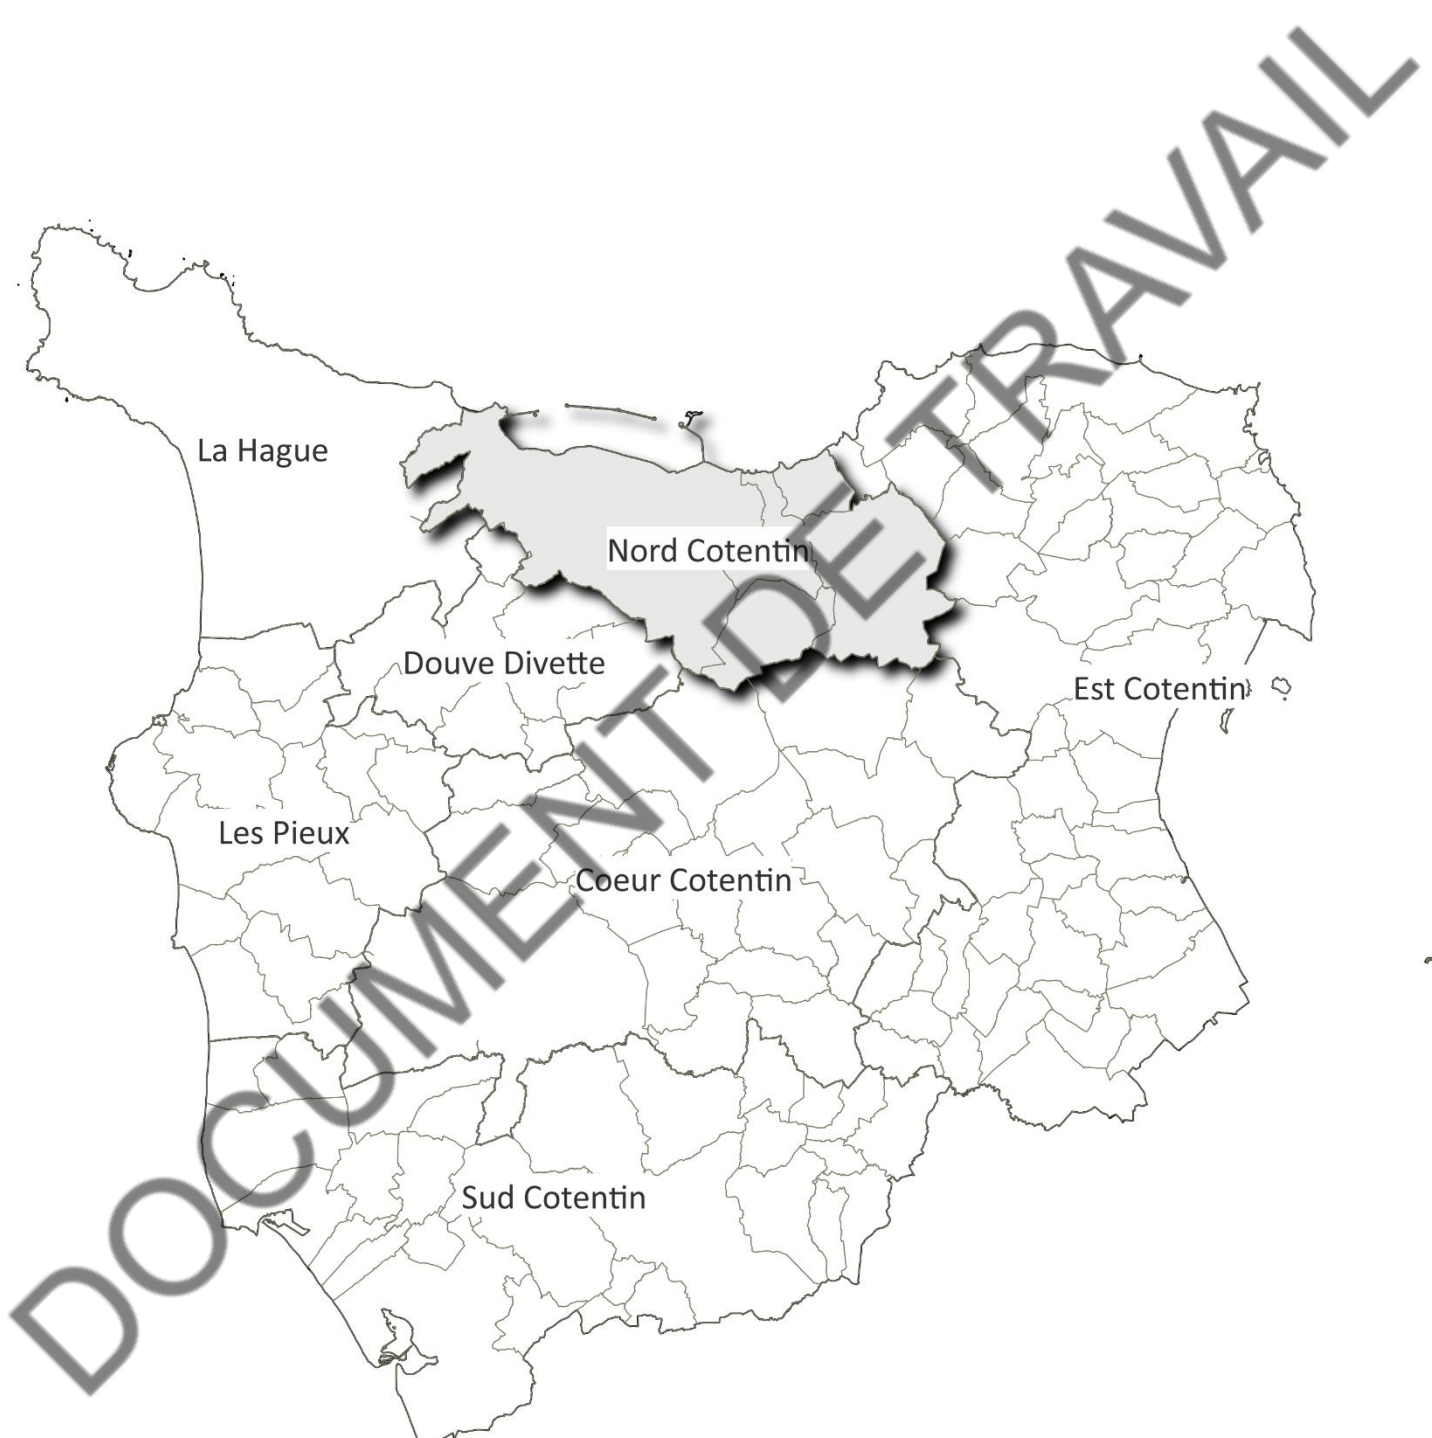 DOCUMENT DE TRAVAIL
La Hague
Nord Cotentin
Douve Divette
Est Cotentin
Les Pieux
Coeur Cotentin
Sud Cotentin